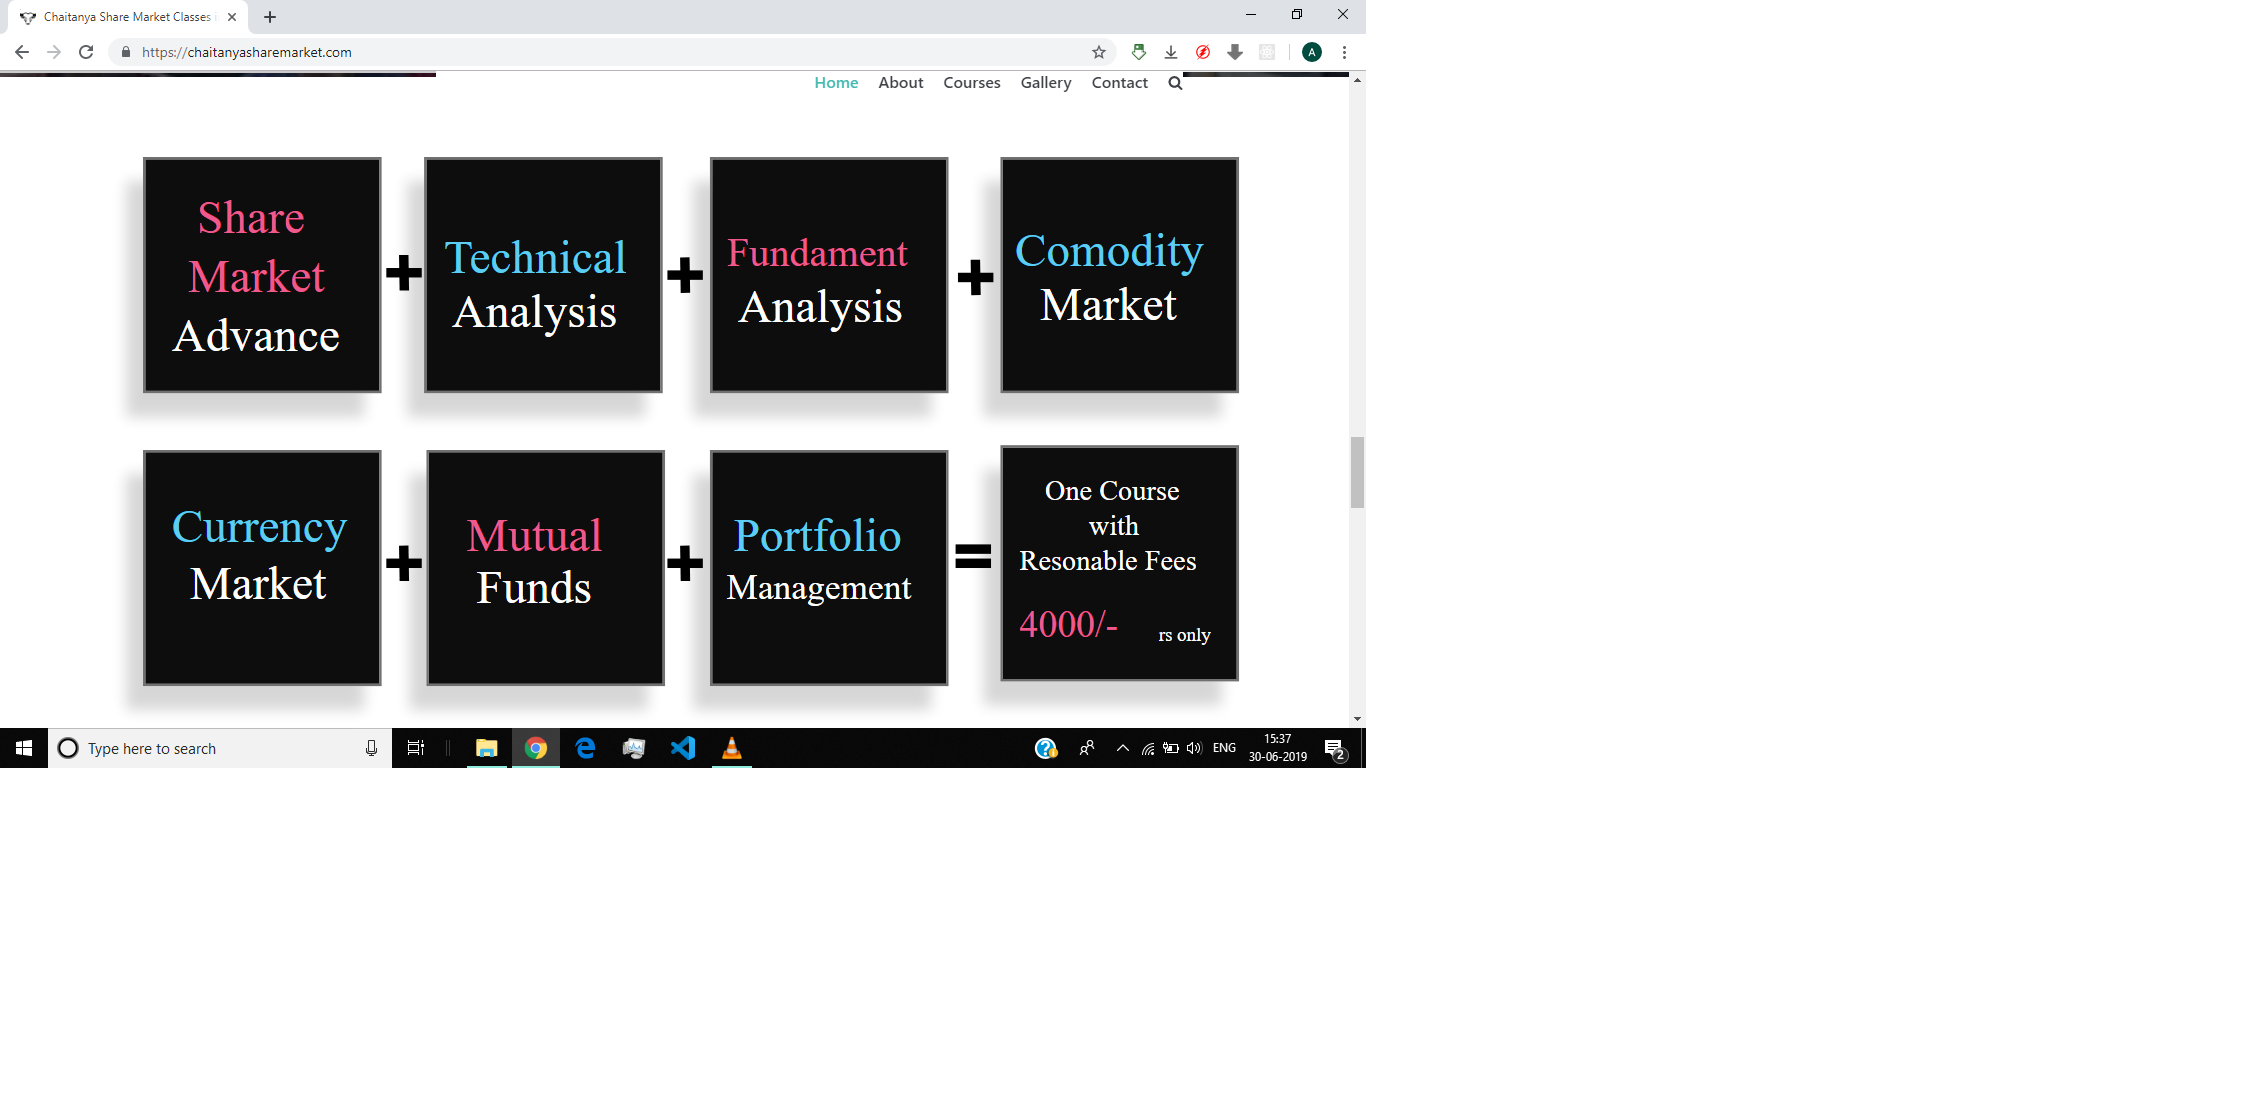 Chaitanya Share Market Classes i
https://chaitanyasharemarket.com
A
Home About Courses Gallery Contact
Share
Market
Advance
+
Technical
Analysis
+
Fundament
Analysis
+
Comodity
Market
Currency
Market
+
Mutual
Funds
+
Portfolio
Management
=
One Course
with
Resonable Fees
4000/- rs only
Type here to search
ENG
15:37
30-06-2019
2